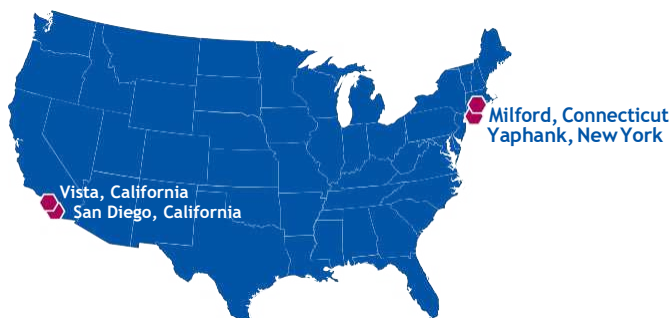 Milford, Connecticut
Yaphank, New York
Vista, California
San Diego, California